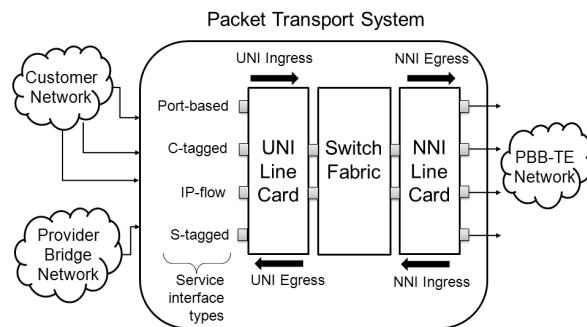 Packet Transport System
UNI Ingress
NNI Egress
Customer
Network
Port-based
C-tagged
IP-flow
S-tagged
UNI
Line
Card
Switch
Fabric
NNI
Line
Card
PBB-TE
Network
Provider
Bridge
Network
Service
interface
types
UNI Egress
NNI Ingress